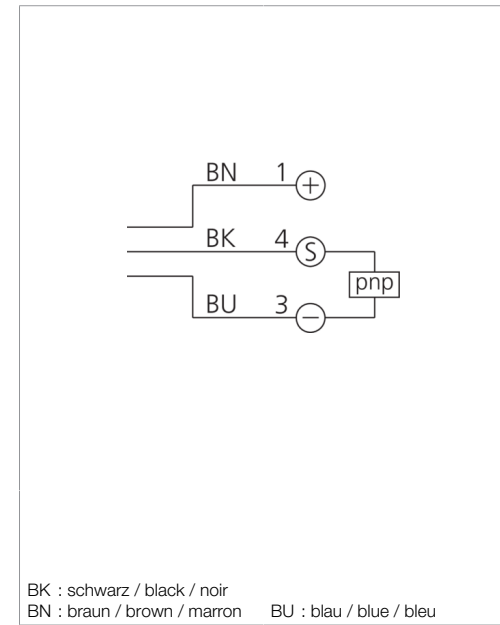 BN 1 +
BK 4 S
pnp
BU 3 −
BK : schwarz / black / noir
BN : braun / brown / marron BU : blau / blue / bleu